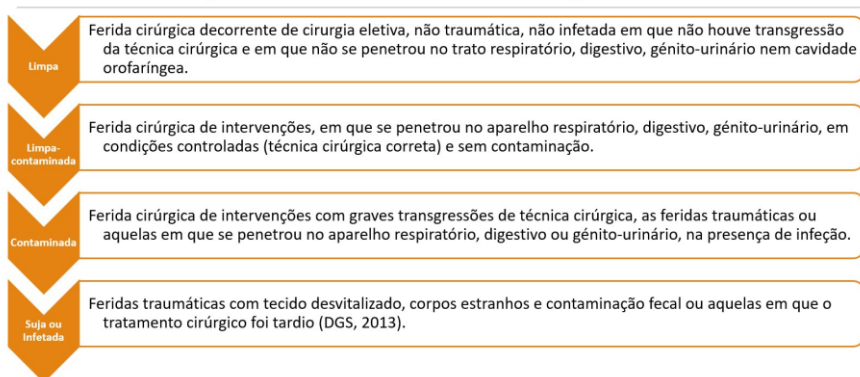 Limpa
Ferida cirúrgica decorrente de cirurgia eletiva, não traumática, não infetada em que não houve transgressão
da técnica cirúrgica e em que não se penetrou no trato respiratório, digestivo, génito-urinário nem cavidade
orofaríngea.
Limpa-
contaminada
Ferida cirúrgica de intervenções, em que se penetrou no aparelho respiratório, digestivo, génito-urinário, em
condições controladas (técnica cirúrgica correta) e sem contaminação.
Contaminada
Ferida cirúrgica de intervenções com graves transgressões de técnica cirúrgica, as feridas traumáticas ou
aquelas em que se penetrou no aparelho respiratório, digestivo ou génito-urinário, na presença de infeção.
Suja ou
Infetada
Feridas traumáticas com tecido desvitalizado, corpos estranhos e contaminação fecal ou aquelas em que o
tratamento cirúrgico foi tardio (DGS, 2013).